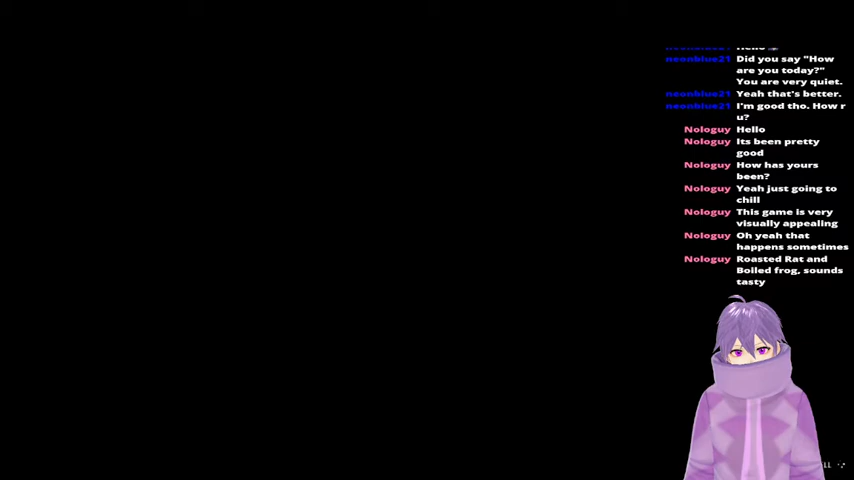 Did you say "How
are you today?"
You are very quiet.
neonblue21 Yeah that's better.
neonblue21 I'm good tho. How r
u?
Nologuy Hello
Nologuy Its been pretty
good
Nologuy How has yours
been?
Nologuy Yeah just going to
chill
Nologuy This game is very
visually appealing
Nologuy Oh yeah that
happens sometimes
Nologuy Roasted Rat and
Boiled frog, sounds
tasty